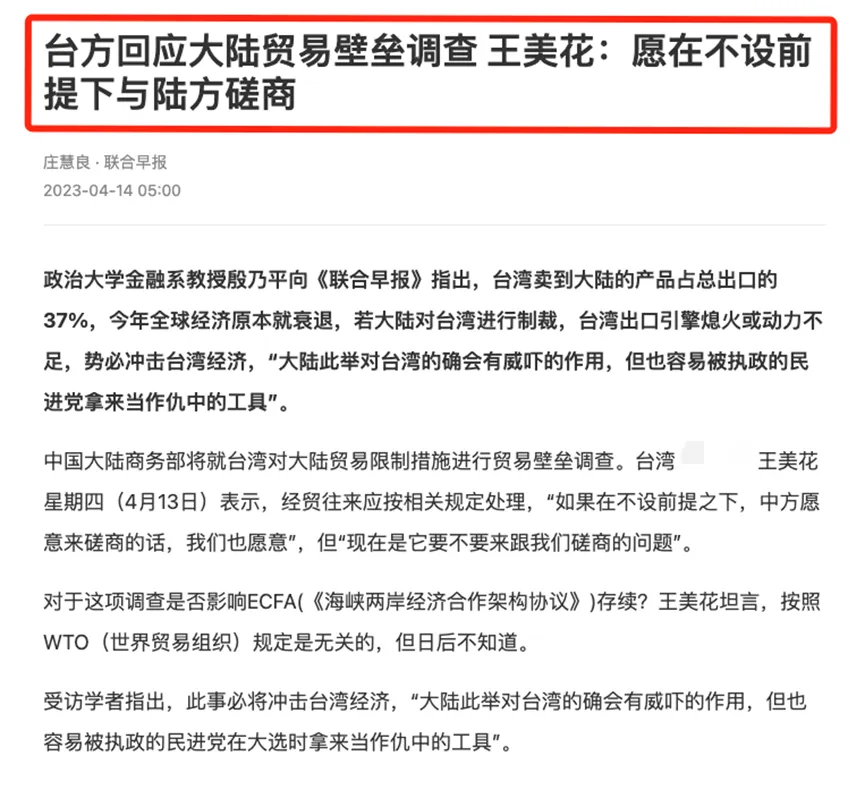 台方回应大陆贸易壁垒调查 王美花：愿在不设前
提下与陆方磋商
庄慧良 · 联合早报
2023-04-14 05:00
政治大学金融系教授殷乃平向《联合早报》指出，台湾卖到大陆的产品占总出口的
37%，今年全球经济原本就衰退，若大陆对台湾进行制裁，台湾出口引擎熄火或动力不
足，势必冲击台湾经济，“大陆此举对台湾的确会有威吓的作用，但也容易被执政的民
进党拿来当作仇中的工具”。
中国大陆商务部将就台湾对大陆贸易限制措施进行贸易壁垒调查。台湾 王美花
星期四（4月13日）表示，经贸往来应按相关规定处理，“如果在不设前提之下，中方愿
意来磋商的话，我们也愿意”，但“现在是它要不要来跟我们磋商的问题”。
对于这项调查是否影响ECFA(《海峡两岸经济合作架构协议》)存续？王美花坦言，按照
WTO（世界贸易组织）规定是无关的，但日后不知道。
受访学者指出，此事必将冲击台湾经济，“大陆此举对台湾的确会有威吓的作用，但也
容易被执政的民进党在大选时拿来当作仇中的工具”。